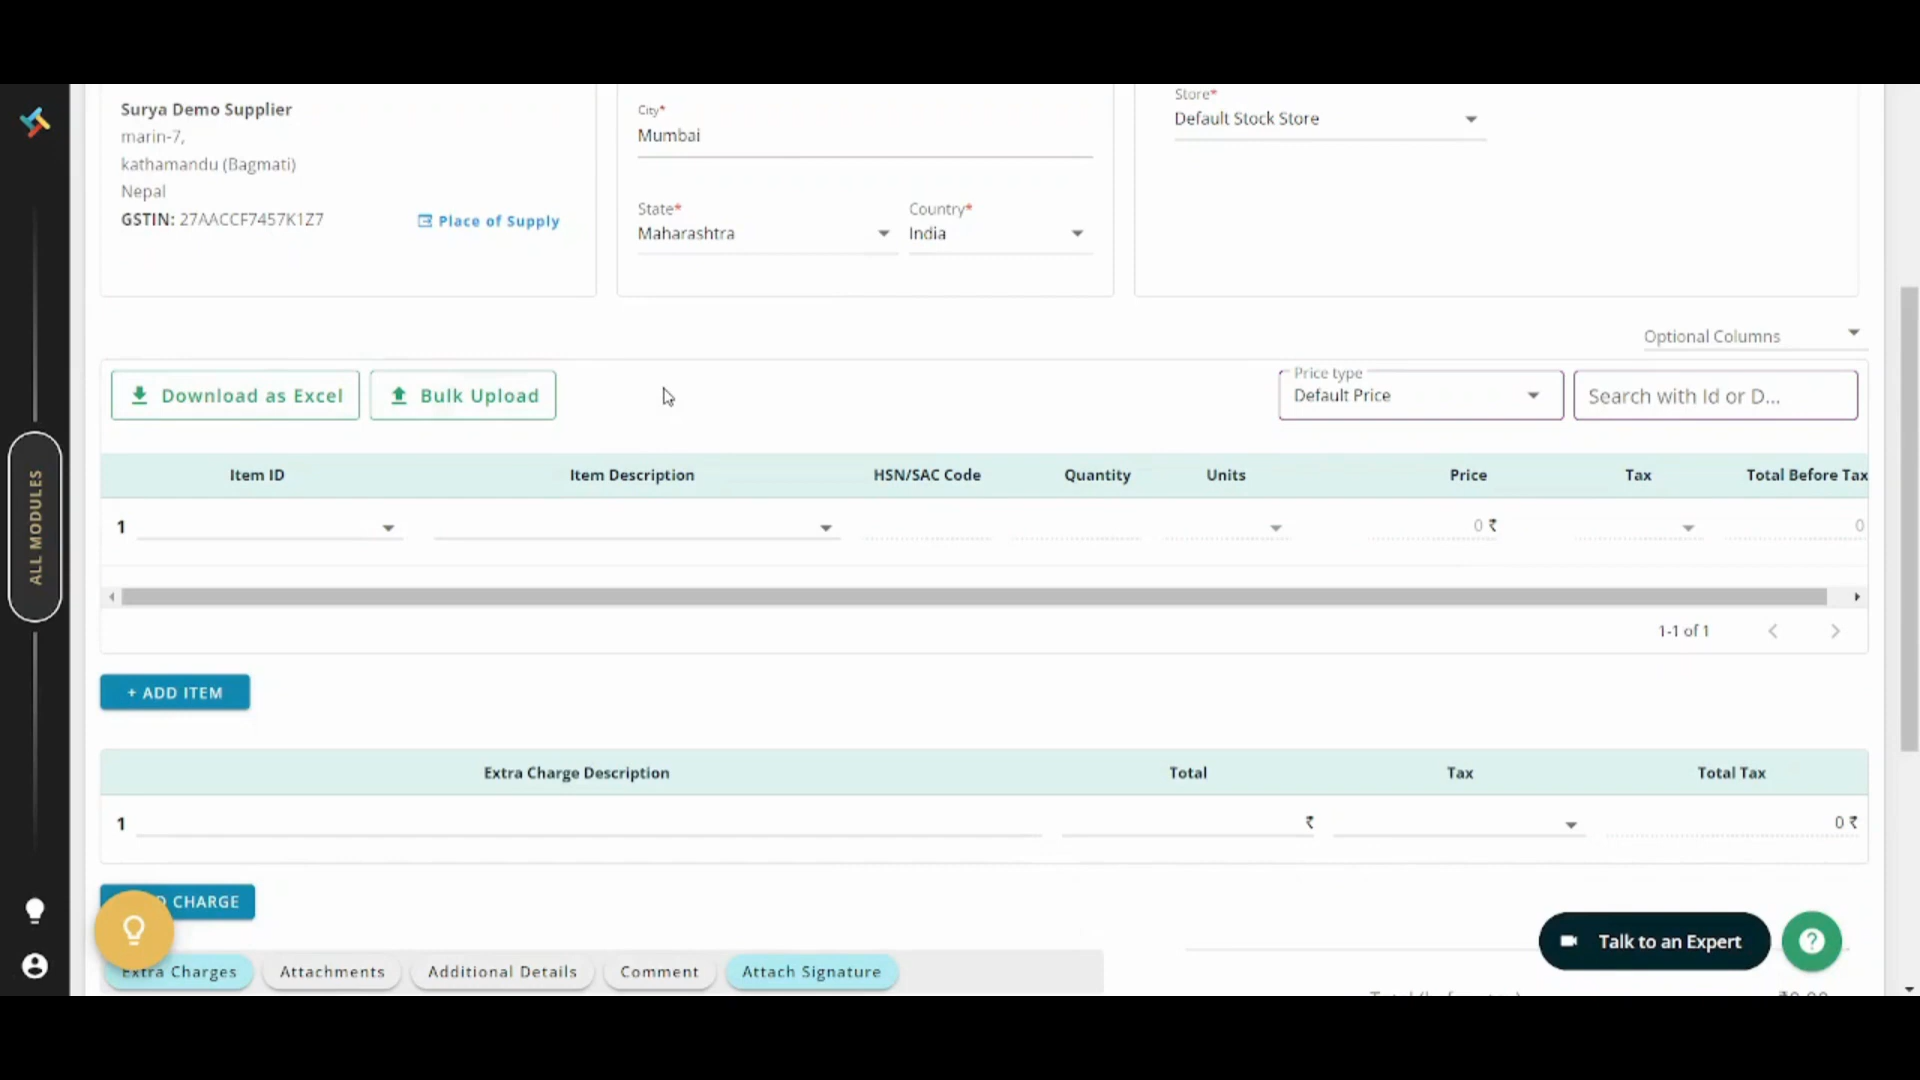 Surya Demo Supplier
marin-7,
kathamandu (Bagmati)
Nepal
GSTIN: 27AACCF7457K1Z7
Place of Supply
City*
Mumbai
State*
Maharashtra
Country*
India
Store*
Default Stock Store
Optional Columns
Download as Excel
Bulk Upload
Price type
Default Price
Search with Id or D...
Item ID Item Description HSN/SAC Code Quantity Units Price Tax Total Before Tax
1 0 ₹ 0
1-1 of 1
+ ADD ITEM
Extra Charge Description Total Tax Total Tax
1 ₹ 0 ₹
CHARGE
Extra Charges Attachments Additional Details Comment Attach Signature
Talk to an Expert
?
ALL MODULES